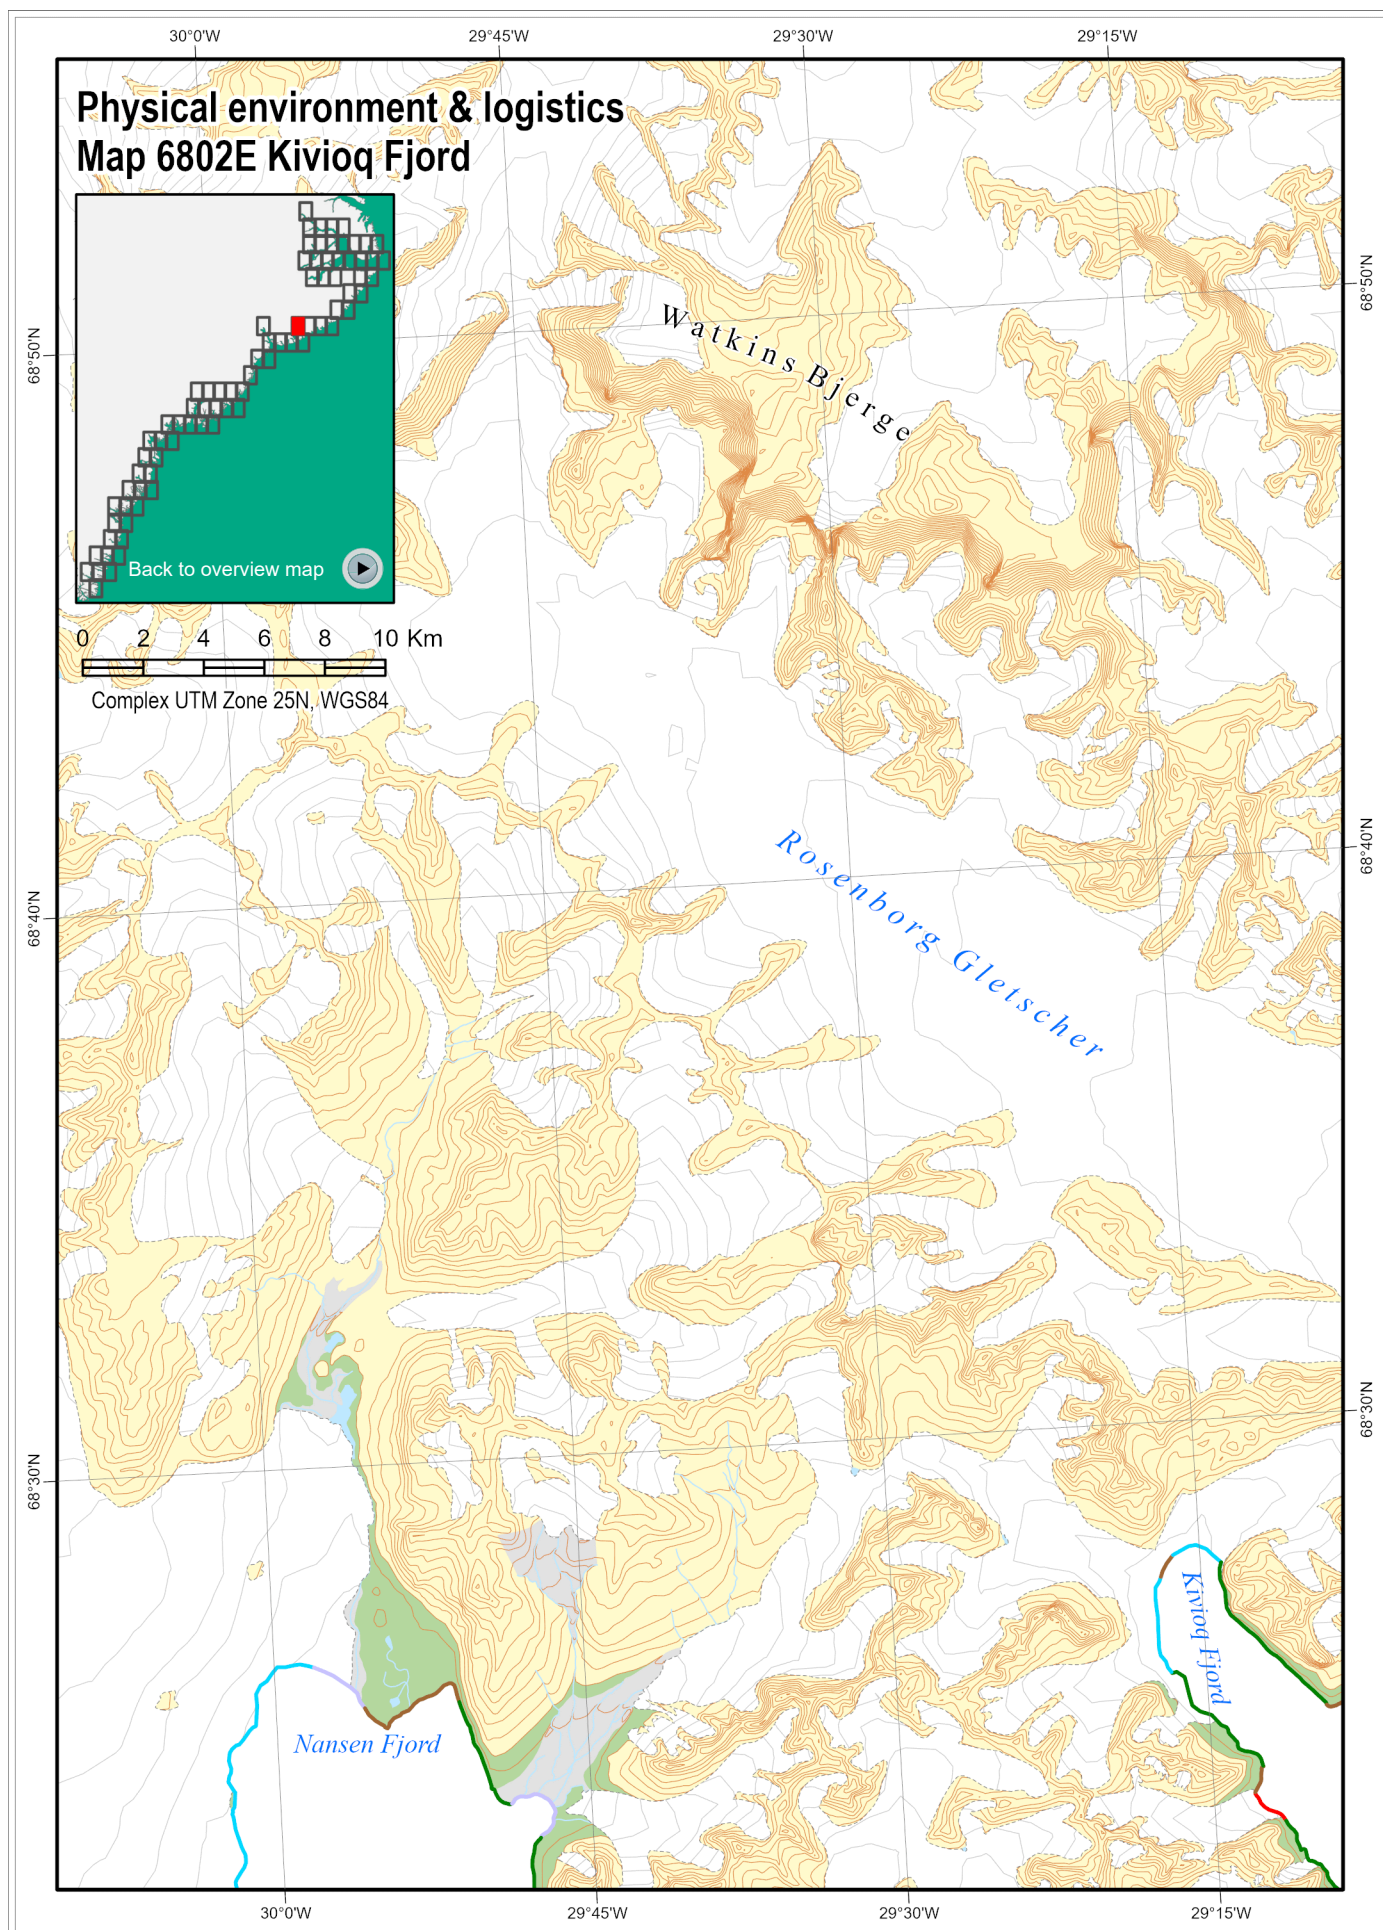 30°0'W 29°45'W 29°30'W 29°15'W
Physical environment & logistics
Map 6802E Kivioq Fjord
68°50'N
68°50'N
Watkins Bjerge
Back to overview map
0 2 4 6 8 10 Km
Complex UTM Zone 25N, WGS84
Rosenborg Gletscher
68°40'N
68°40'N
68°30'N
68°30'N
Kivioq Fjord
Nansen Fjord
30°0'W 29°45'W 29°30'W 29°15'W